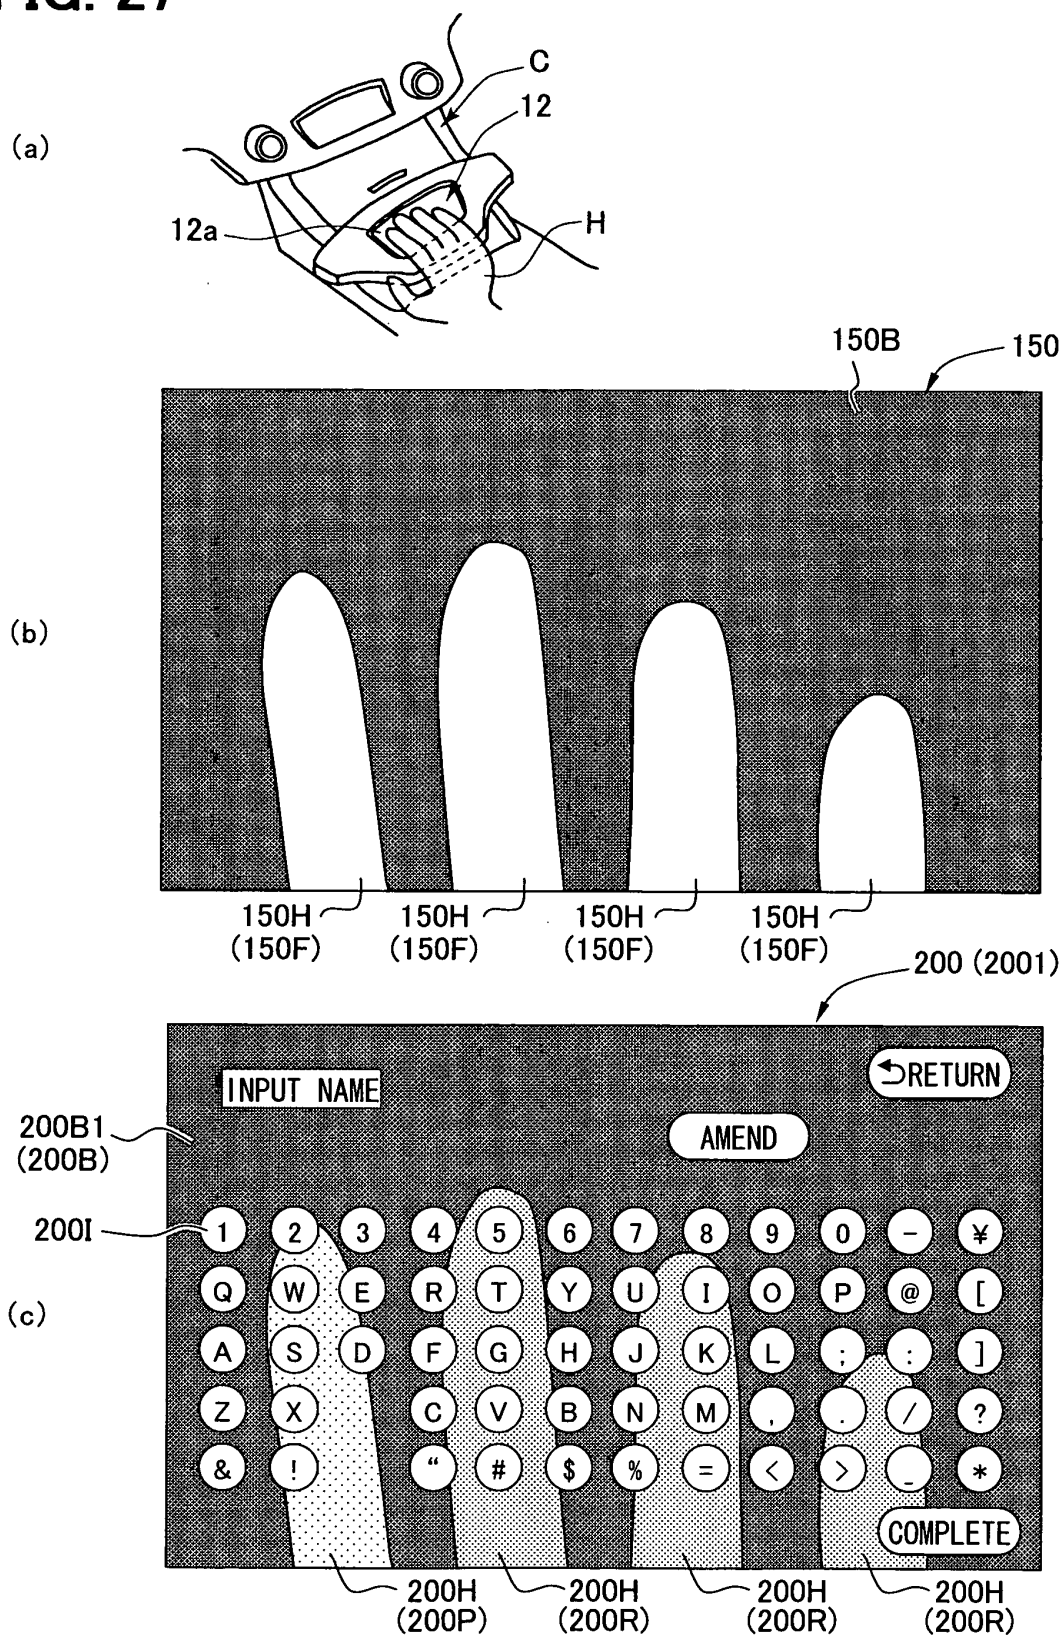 FIG. 27
(a)
C
12
12a
H
150B
150
(b)
150H 150H 150H 150H
(150F) (150F) (150F) (150F)
200 (2001)
(c)
INPUT NAME
RETURN
AMEND
200B1
(200B)
200I
1 2 3 4 5 6 7 8 9 0 - ¥
Q W E R T Y U I O P @ [
A S D F G H J K L ; : ]
Z X C V B N M , . / ?
& ! “ # $ % = < > _ *
COMPLETE
200H 200H 200H 200H
(200P) (200R) (200R) (200R)